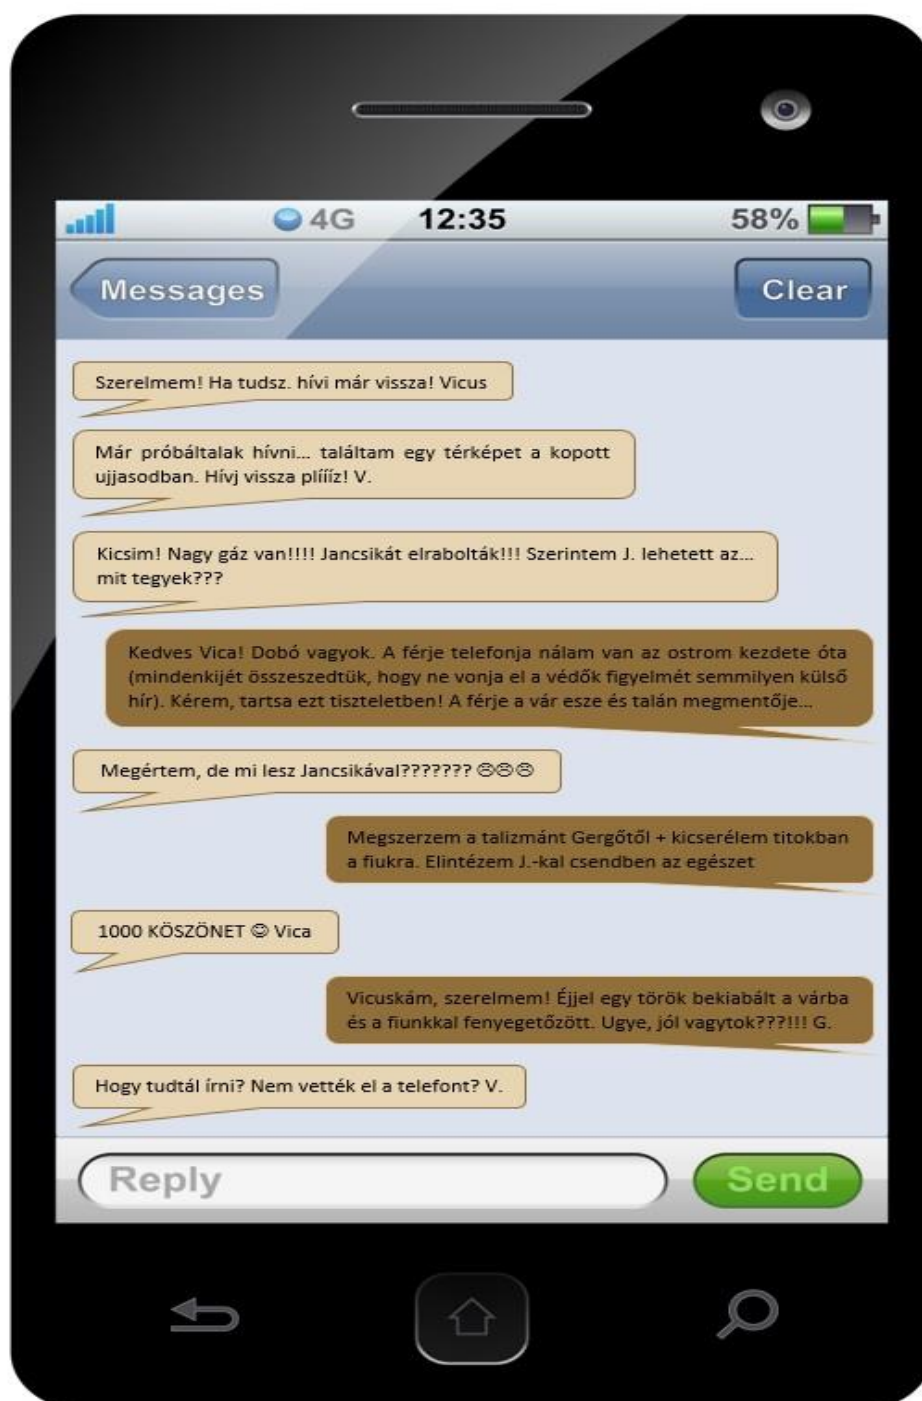 4G 12:35 58%
Messages Clear
Szerelmem! Ha tudsz. hívi már vissza! Vicus
Már próbáltalak hívni... találtam egy térképet a kopott
ujjasodban. Hívj vissza plíííz! V.
Kicsim! Nagy gáz van!!!! Jancsikát elrabolták!!! Szerintem J. lehetett az...
mit tegyek???
Kedves Vica! Dobó vagyok. A férje telefonja nálam van az ostrom kezdete óta
(mindenkijét összeszedtük, hogy ne vonja el a védők figyelmét semmilyen külső
hír). Kérem, tartsa ezt tiszteletben! A férje a vár esze és talán megmentője...
Megértem, de mi lesz Jancsikával??????? ☹☹☹
Megszerzem a talizmánt Gergőtől + kicserélem titokban
a fiukra. Elintézem J.-kal csendben az egészet
1000 KÖSZÖNET ☺ Vica
Vicuskám, szerelmem! Éjjel egy török bekiabált a várba
és a fiunkkal fenyegetőzött. Ugye, jól vagytok???!!! G.
Hogy tudtál írni? Nem vették el a telefont? V.
Reply Send